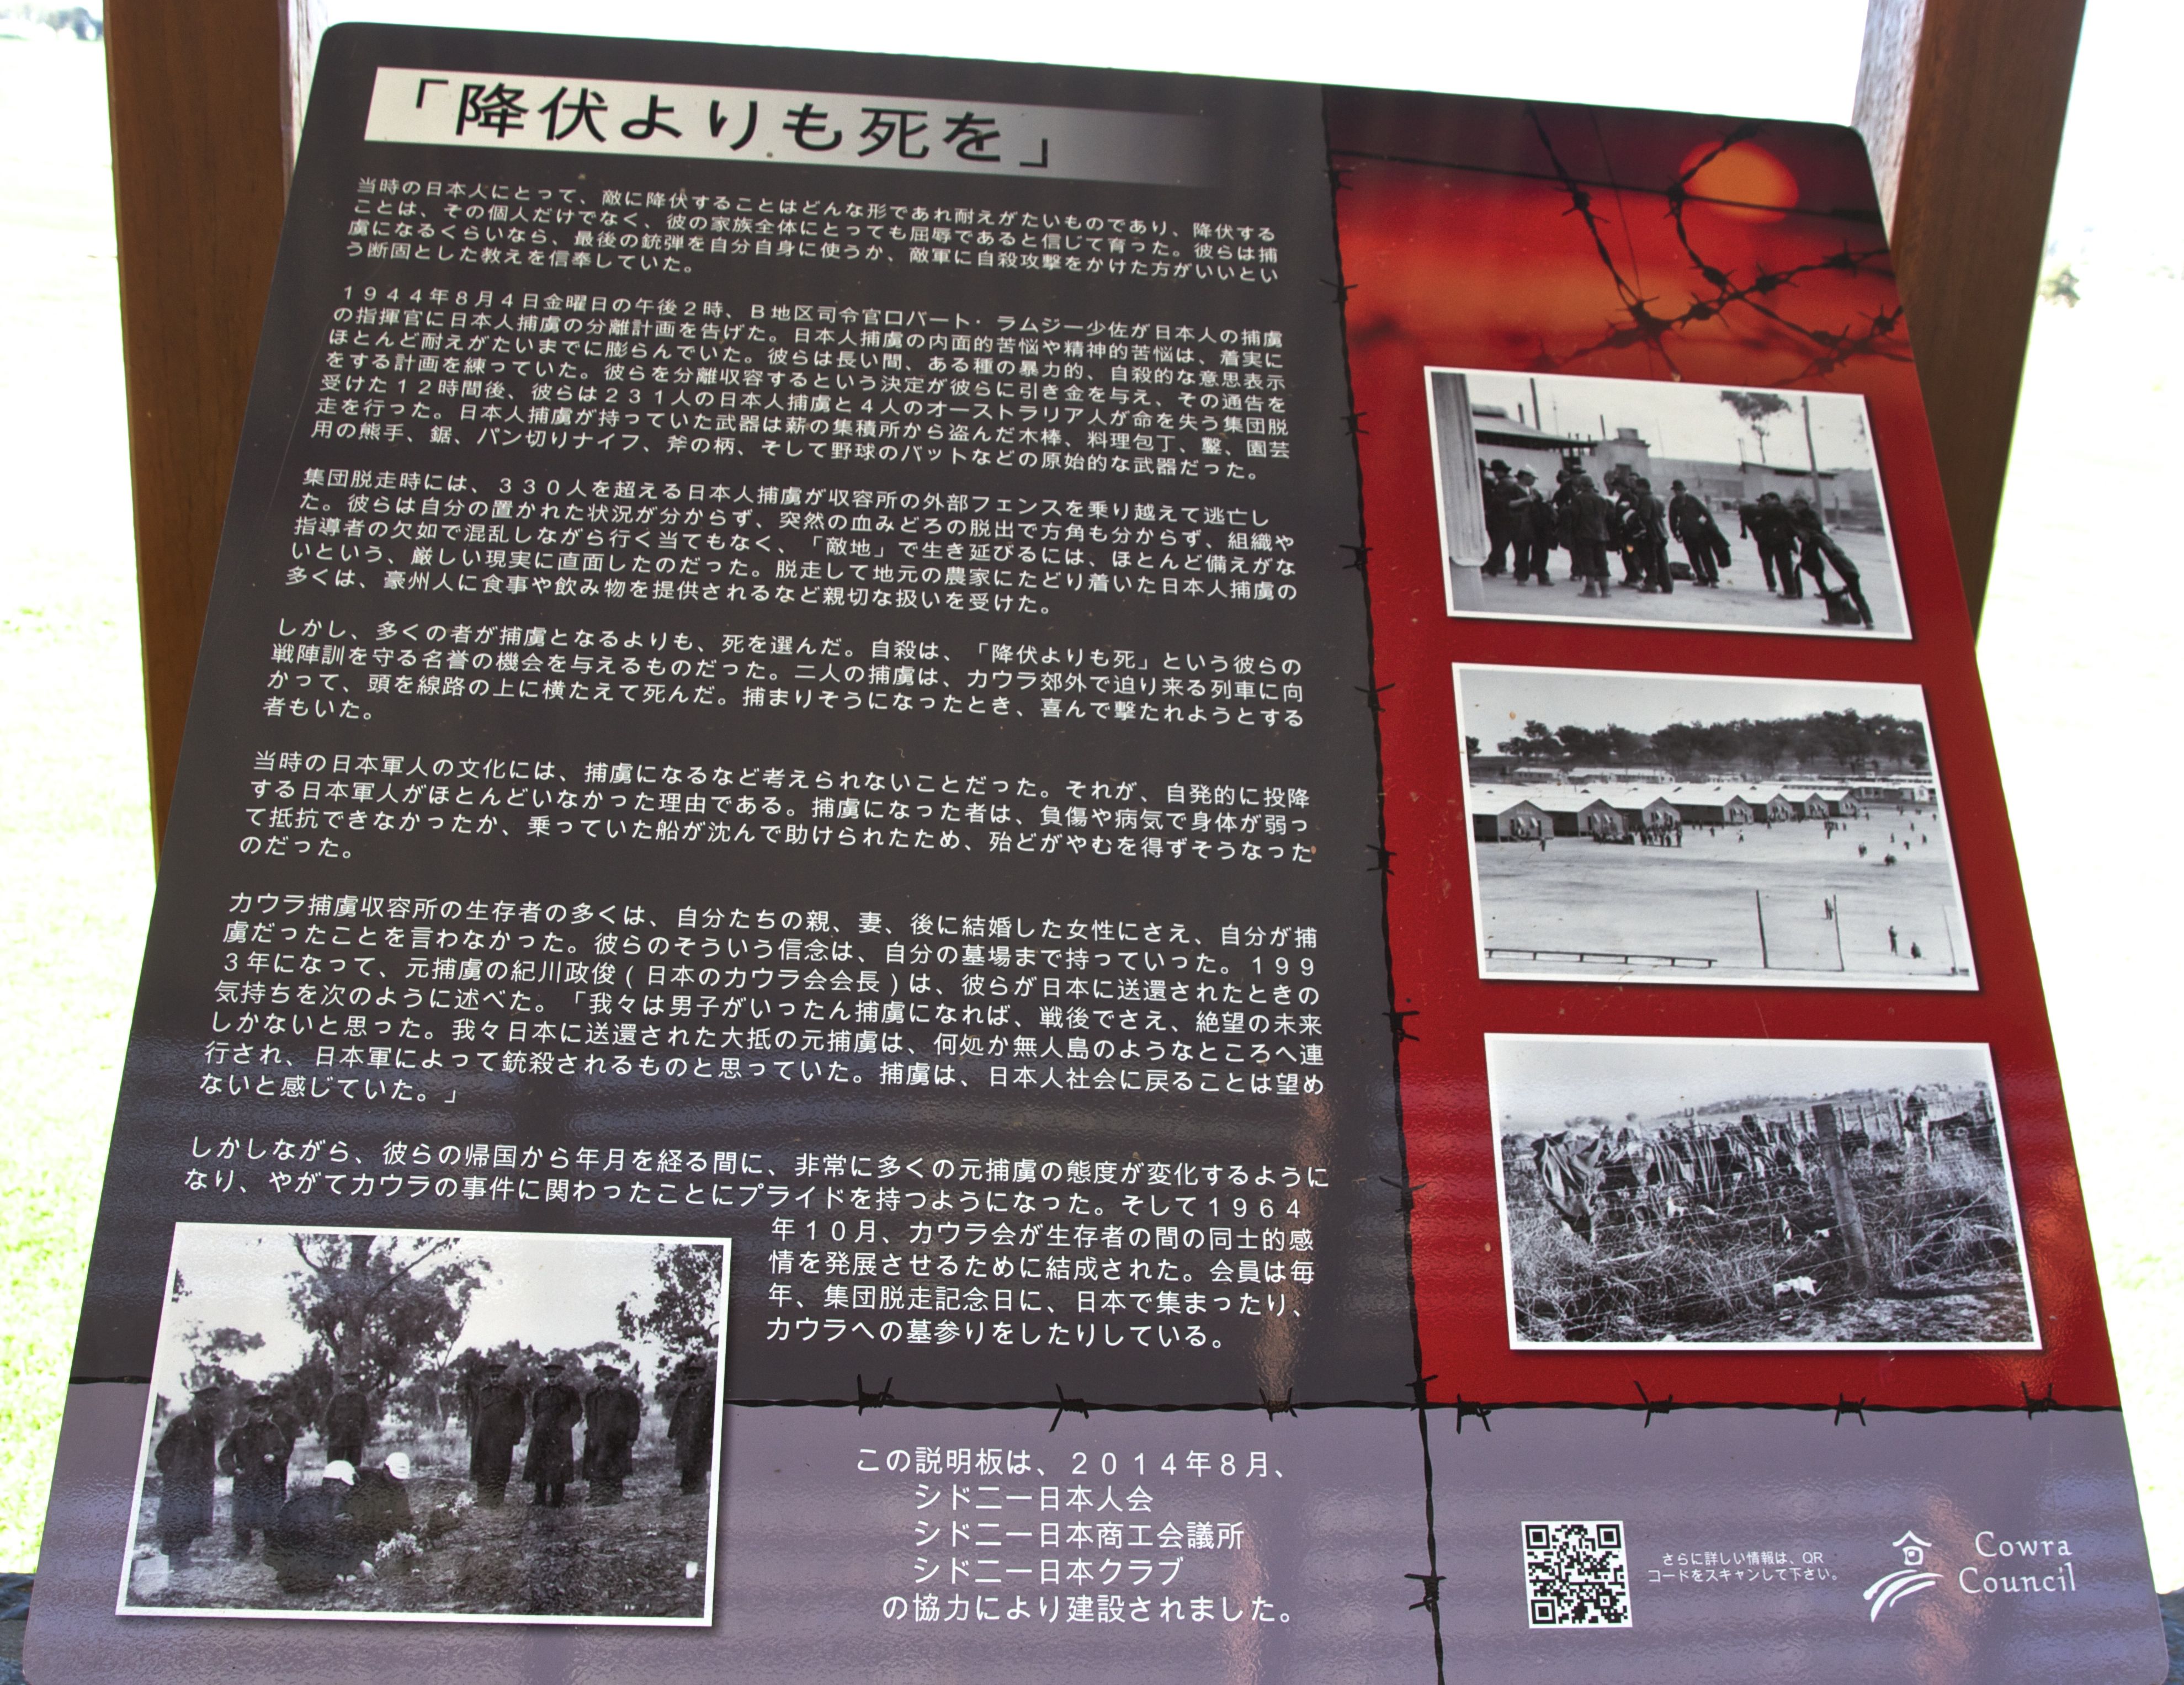 「降伏よりも死を」
当時の日本人にとって、敵に降伏することはどんな形であれ耐えがたいものであり、降伏する
ことは、その個人だけでなく、彼の家族全体にとっても屈辱であると信じて育った。彼らは捕
虜になるくらいなら、最後の銃弾を自分自身に使うか、敵軍に自殺攻撃をかけた方がいいとい
う断固とした教えを信奉していた。
1944年8月4日金曜日の午後2時、B地区司令官ロバート・ラムジー少佐が日本人の捕虜
の指揮官に日本人捕虜の分離計画を告げた。日本人捕虜の内面的苦悩や精神的苦悩は、着実に
ほとんど耐えがたいまでに膨らんでいた。彼らは長い間、ある種の暴力的、自殺的な意思表示
をする計画を練っていた。彼らを分離収容するという決定が彼らに引き金を与え、その通告を
受けた12時間後、彼らは231人の日本人捕虜と4人のオーストラリア人が命を失う集団脱
走を行った。日本人捕虜が持っていた武器は薪の集積所から盗んだ木棒、料理包丁、鑿、園芸
用の熊手、鋸、パン切りナイフ、斧の柄、そして野球のバットなどの原始的な武器だった。
集団脱走時には、330人を超える日本人捕虜が収容所の外部フェンスを乗り越えて逃亡し
た。彼らは自分の置かれた状況が分からず、突然の血みどろの脱出で方角も分からず、組織や
指導者の欠如で混乱しながら行く当てもなく、「敵地」で生き延びるには、ほとんど備えがな
いという、厳しい現実に直面したのだった。脱走して地元の農家にたどり着いた日本人捕虜の
多くは、豪州人に食事や飲み物を提供されるなど親切な扱いを受けた。
しかし、多くの者が捕虜となるよりも、死を選んだ。自殺は、「降伏よりも死」という彼らの
戦陣訓を守る名誉の機会を与えるものだった。二人の捕虜は、カウラ郊外で迫り来る列車に向
かって、頭を線路の上に横たえて死んだ。捕まりそうになったとき、喜んで撃たれようとする
者もいた。
当時の日本軍人の文化には、捕虜になるなど考えられないことだった。それが、自発的に投降
する日本軍人がほとんどいなかった理由である。捕虜になった者は、負傷や病気で身体が弱っ
て抵抗できなかったか、乗っていた船が沈んで助けられたため、殆どがやむを得ずそうなった
のだった。
カウラ捕虜収容所の生存者の多くは、自分たちの親、妻、後に結婚した女性にさえ、自分が捕
虜だったことを言わなかった。彼らのそういう信念は、自分の墓場まで持っていった。199
3年になって、元捕虜の紀川政俊(日本のカウラ会会長)は、彼らが日本に送還されたときの
気持ちを次のように述べた。「我々は男子がいったん捕虜になれば、戦後でさえ、絶望の未来
しかないと思った。我々日本に送還された大抵の元捕虜は、何処か無人島のようなところへ連
行され、日本軍によって銃殺されるものと思っていた。捕虜は、日本人社会に戻ることは望め
ないと感じていた。」
しかしながら、彼らの帰国から年月を経る間に、非常に多くの元捕虜の態度が変化するように
なり、やがてカウラの事件に関わったことにプライドを持つようになった。そして1964
年10月、カウラ会が生存者の間の同士的感
情を発展させるために結成された。会員は毎
年、集団脱走記念日に、日本で集まったり、
カウラへの墓参りをしたりしている。
この説明板は、2014年8月、
シドニー日本人会
シドニー日本商工会議所
シドニー日本クラブ
の協力により建設されました。
さらに詳しい情報は、QR
コードをスキャンして下さい。
Cowra
Council